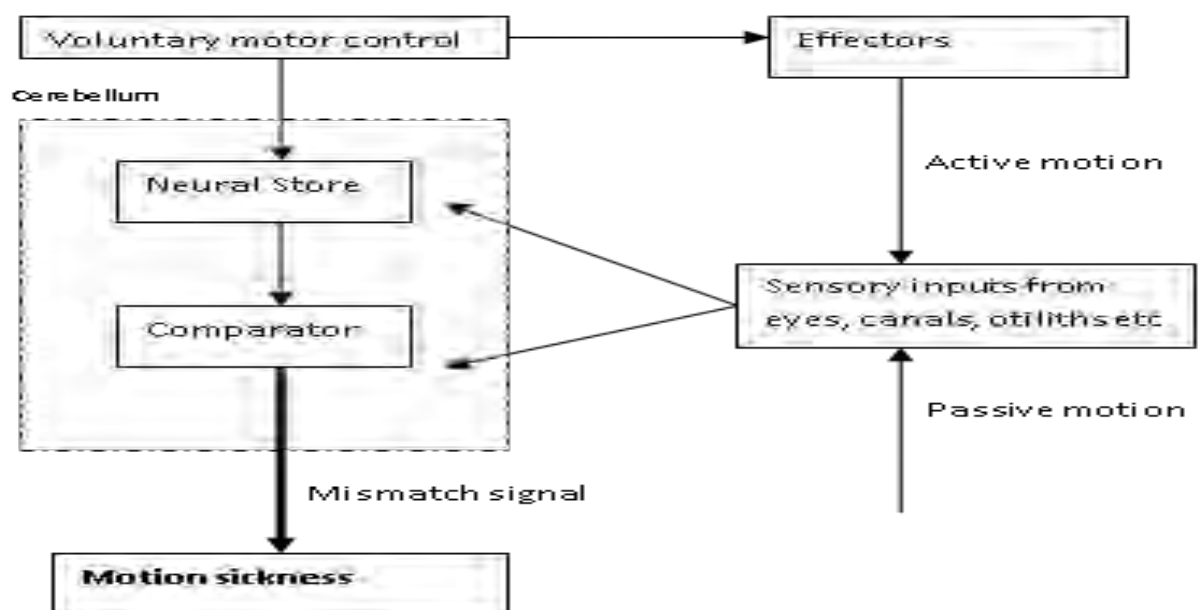 Voluntary motor control
Effectors
Cerebellum
Neural Store
Active motion
Sensory inputs from
eyes, canals, otiliths etc
Comparator
Passive motion
Mismatch signal
Motion sickness